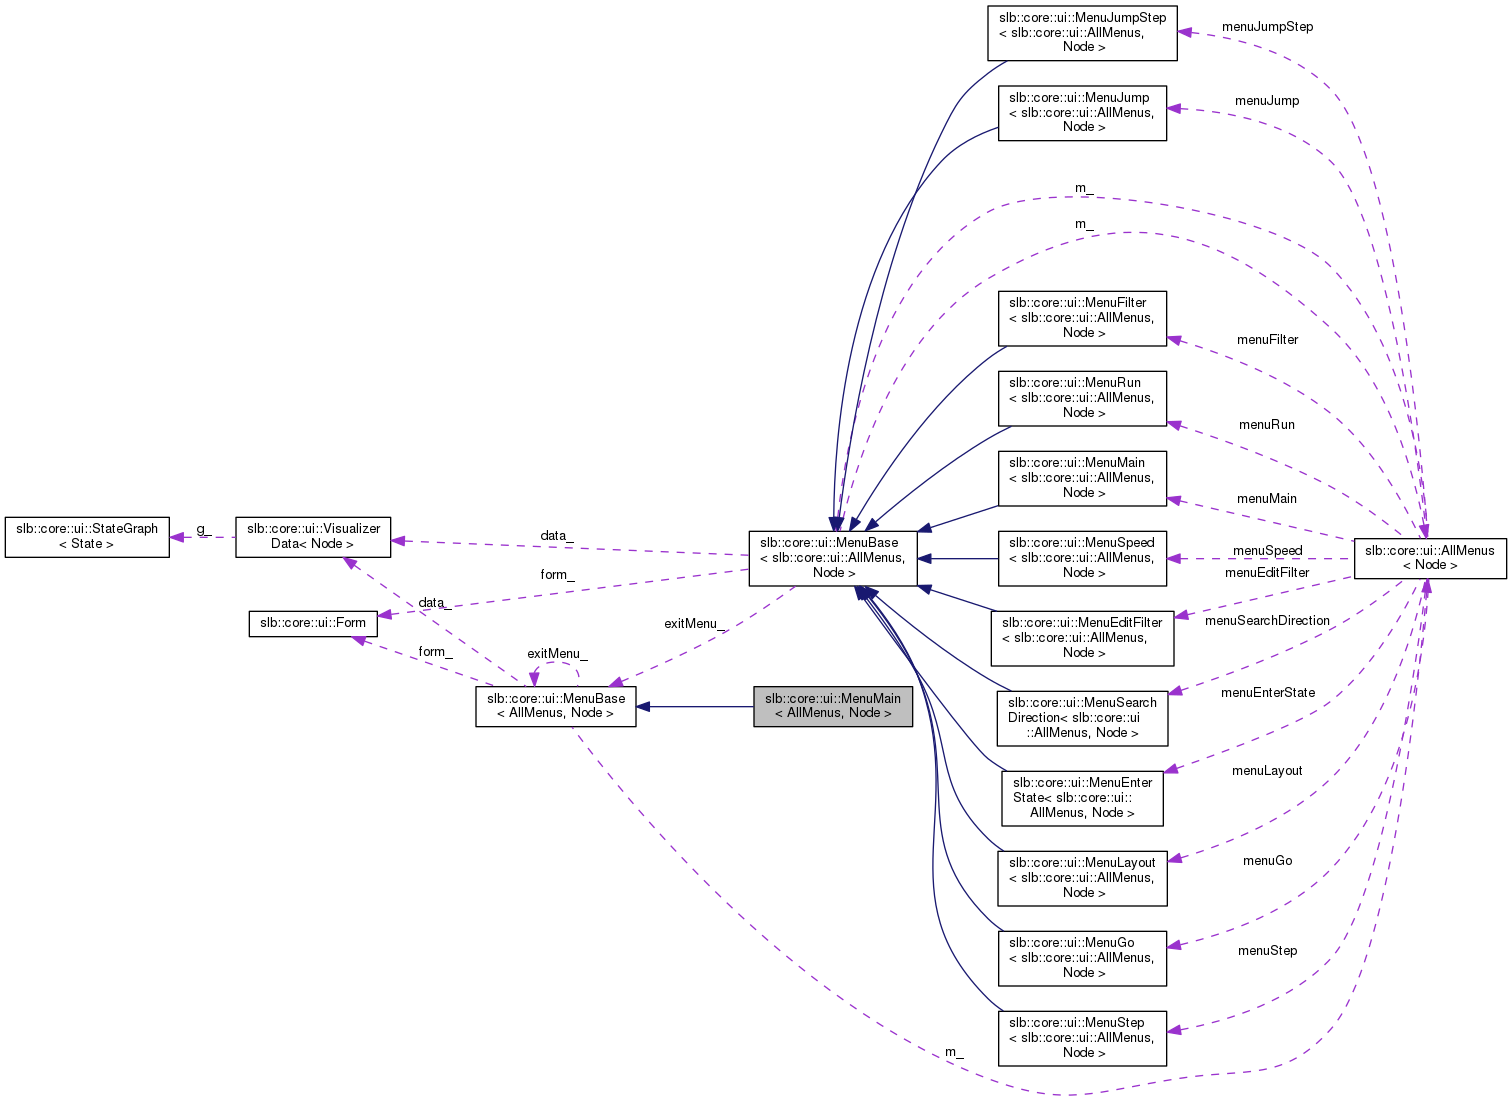 slb::core::ui::MenuJumpStep
< slb::core::ui::AllMenus,
Node >
menuJumpStep
slb::core::ui::MenuJump
< slb::core::ui::AllMenus,
Node >
menuJump
m_
m_
slb::core::ui::MenuFilter
< slb::core::ui::AllMenus,
Node >
menuFilter
slb::core::ui::MenuRun
< slb::core::ui::AllMenus,
Node >
menuRun
slb::core::ui::MenuMain
< slb::core::ui::AllMenus,
Node >
menuMain
slb::core::ui::StateGraph
< State >
g_
slb::core::ui::Visualizer
Data< Node >
data_
slb::core::ui::MenuBase
< slb::core::ui::AllMenus,
Node >
slb::core::ui::MenuSpeed
< slb::core::ui::AllMenus,
Node >
menuSpeed
slb::core::ui::AllMenus
< Node >
form_
menuEditFilter
slb::core::ui::Form
data_
exitMenu_
slb::core::ui::MenuEditFilter
< slb::core::ui::AllMenus,
Node >
menuSearchDirection
form_
exitMenu_
slb::core::ui::MenuBase
< AllMenus, Node >
slb::core::ui::MenuMain
< AllMenus, Node >
slb::core::ui::MenuSearch
Direction< slb::core::ui
::AllMenus, Node >
menuEnterState
slb::core::ui::MenuEnter
State< slb::core::ui::
AllMenus, Node >
menuLayout
slb::core::ui::MenuLayout
< slb::core::ui::AllMenus,
Node >
menuGo
slb::core::ui::MenuGo
< slb::core::ui::AllMenus,
Node >
menuStep
slb::core::ui::MenuStep
< slb::core::ui::AllMenus,
Node >
m_